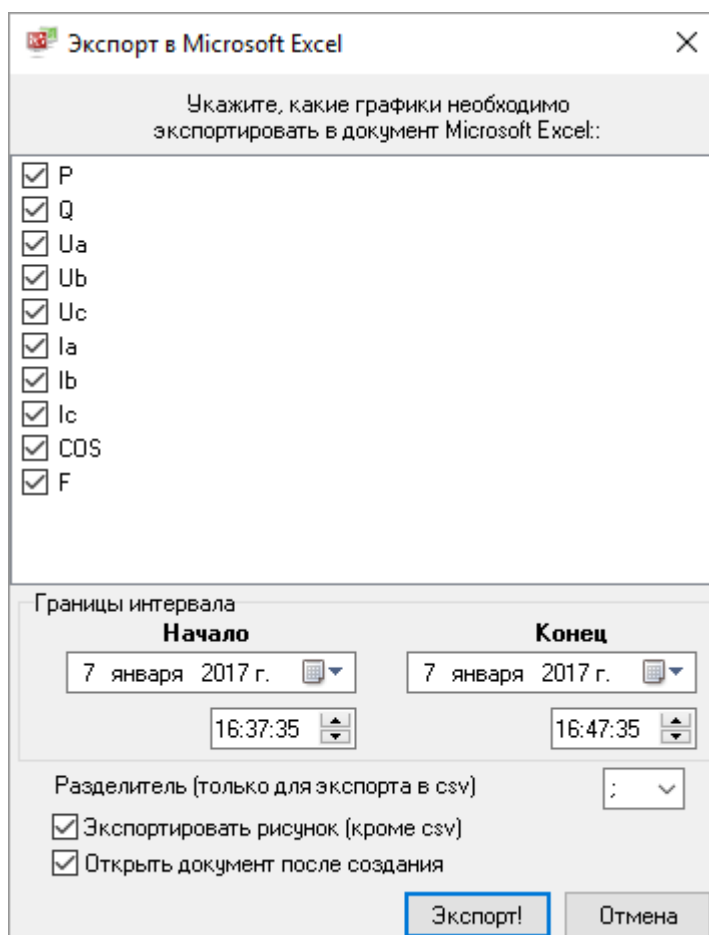 Экспорт в Microsoft Excel
Укажите, какие графики необходимо
экспортировать в документ Microsoft Excel::
P
Q
Ua
Ub
Uc
Ia
Ib
Ic
COS
F
Границы интервала
Начало Конец
7 января 2017 г. 7 января 2017 г.
16:37:35 16:47:35
Разделитель (только для экспорта в csv) ;
Экспортировать рисунок (кроме csv)
Открыть документ после создания
Экспорт! Отмена